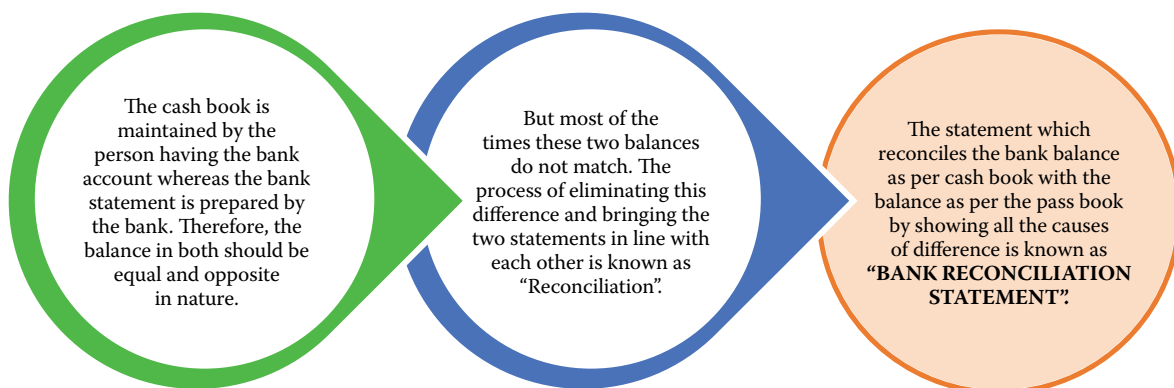 The cash book is
maintained by the
person having the bank
account whereas the bank
statement is prepared by
the bank. Therefore, the
balance in both should be
equal and opposite
in nature.
But most of the
times these two balances
do not match. The
process of eliminating this
difference and bringing the
two statements in line with
each other is known as
“Reconciliation”.
The statement which
reconciles the bank balance
as per cash book with the
balance as per the pass book
by showing all the causes
of difference is known as
“BANK RECONCILIATION
STATEMENT”.